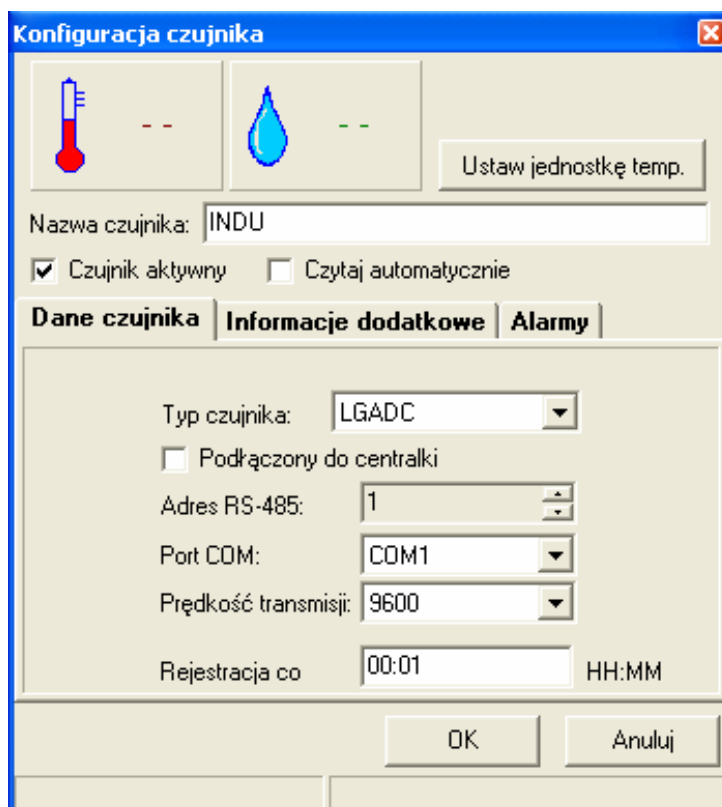 Konfiguracja czujnika
- - - -
Ustaw jednostkę temp.
Nazwa czujnika: INDU
Czujnik aktywny Czytaj automatycznie
Dane czujnika Informacje dodatkowe Alarmy
Typ czujnika: LGADC
Podłączony do centralki
Adres RS-485: 1
Port COM: COM1
Prędkość transmisji: 9600
Rejestracja co 00:01 HH:MM
OK Anuluj